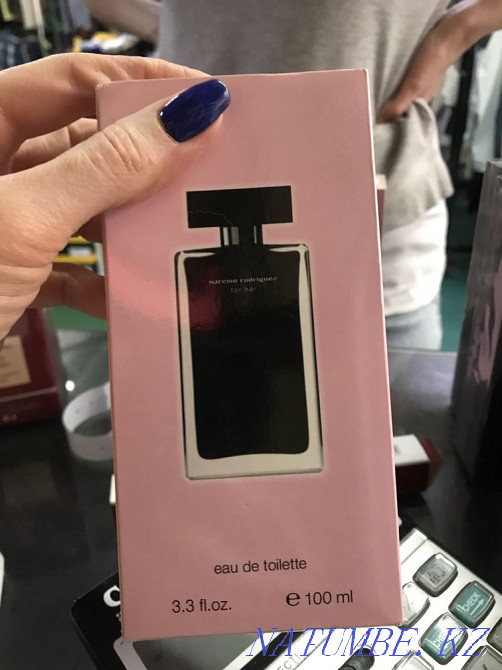 narciso rodriguez
for her
eau de toilette
3.3 fl.oz. e 100 ml
NATUMBE. KZ